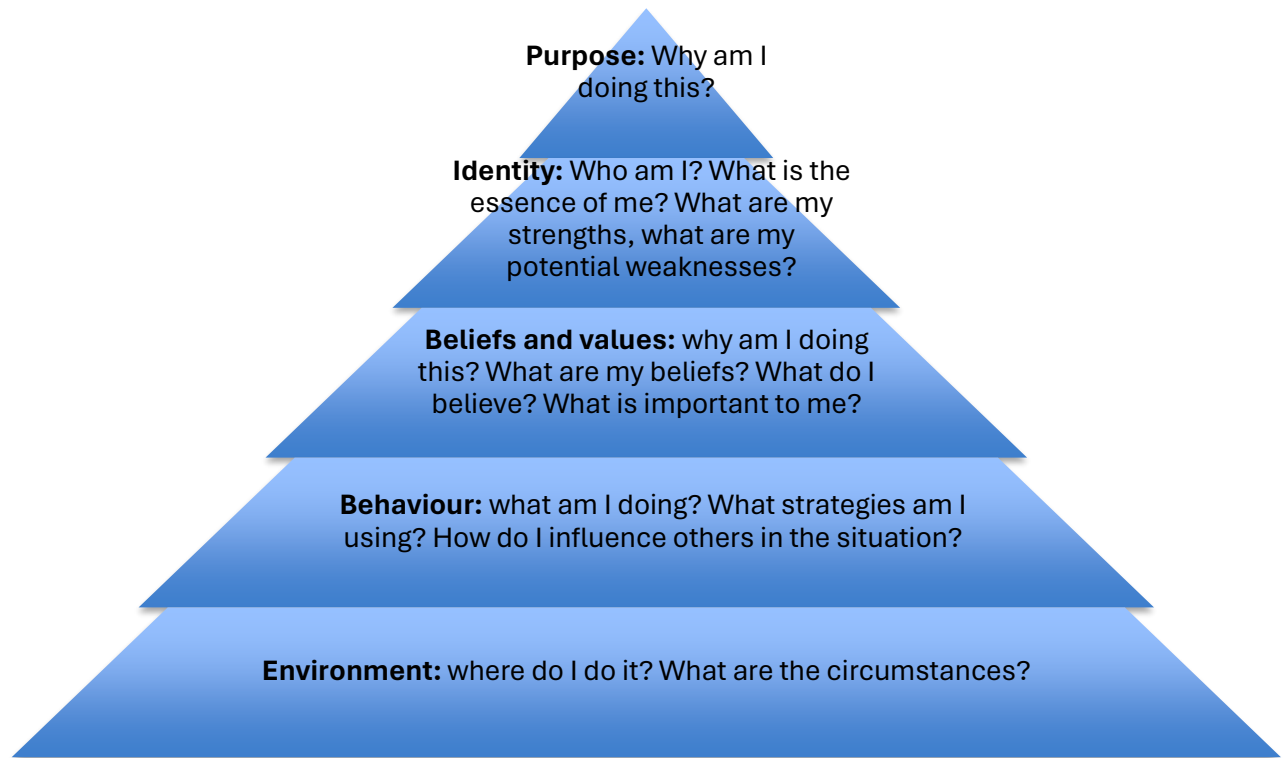 Purpose: Why am I
doing this?
Identity: Who am I? What is the
essence of me? What are my
strengths, what are my
potential weaknesses?
Beliefs and values: why am I doing
this? What are my beliefs? What do I
believe? What is important to me?
Behaviour: what am I doing? What strategies am I
using? How do I influence others in the situation?
Environment: where do I do it? What are the circumstances?